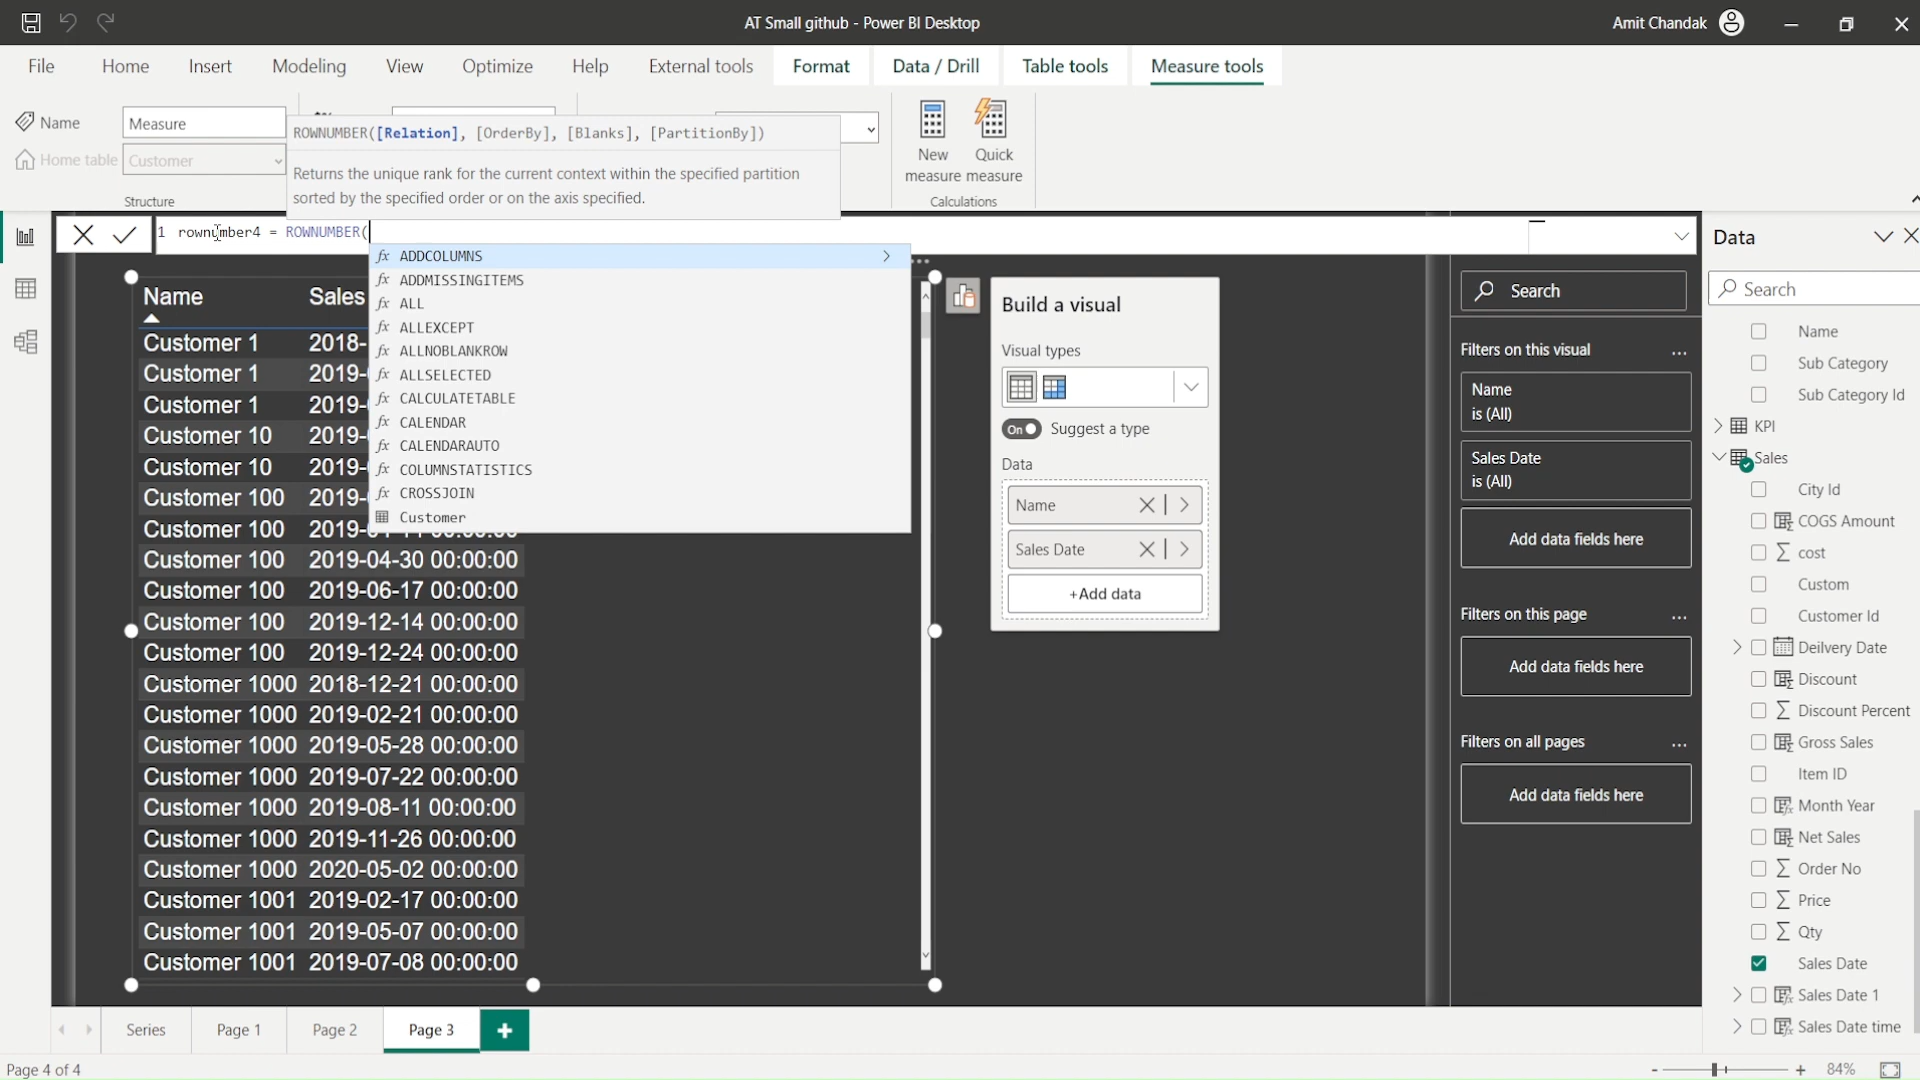 AT Small github - Power BI Desktop
Amit Chandak
File Home Insert Modeling View Optimize Help External tools Format Data / Drill Table tools Measure tools
Name Measure
Home table Customer
Structure
ROWNUMBER([Relation], [OrderBy], [Blanks], [PartitionBy])
Returns the unique rank for the current context within the specified partition
sorted by the specified order or on the axis specified.
New
measure
Quick
measure
Calculations
1 rownumber4 = ROWNUMBER(
ADDCOLUMNS
ADDMISSINGITEMS
ALL
ALLEXCEPT
ALLNOBLANKROW
ALLSELECTED
CALCULATETABLE
CALENDAR
CALENDARAUTO
COLUMNSTATISTICS
CROSSJOIN
Customer
Name Sales
Customer 1 2018-
Customer 1 2019-
Customer 1 2019-
Customer 10 2019-
Customer 10 2019-
Customer 100 2019-
Customer 100
Customer 100 2019-04-30 00:00:00
Customer 100 2019-06-17 00:00:00
Customer 100 2019-12-14 00:00:00
Customer 100 2019-12-24 00:00:00
Customer 1000 2018-12-21 00:00:00
Customer 1000 2019-02-21 00:00:00
Customer 1000 2019-05-28 00:00:00
Customer 1000 2019-07-22 00:00:00
Customer 1000 2019-08-11 00:00:00
Customer 1000 2019-11-26 00:00:00
Customer 1000 2020-05-02 00:00:00
Customer 1001 2019-02-17 00:00:00
Customer 1001 2019-05-07 00:00:00
Customer 1001 2019-07-08 00:00:00
Build a visual
Visual types
On Suggest a type
Data
Name
Sales Date
+Add data
Search
Filters on this visual ...
Name
is (All)
Sales Date
is (All)
Add data fields here
Filters on this page ...
Add data fields here
Filters on all pages ...
Add data fields here
Data
Search
Name
Sub Category
Sub Category Id
KPI
Sales
City Id
COGS Amount
cost
Custom
Customer Id
Deilvery Date
Discount
Discount Percent
Gross Sales
Item ID
Month Year
Net Sales
Order No
Price
Qty
Sales Date
Sales Date 1
Sales Date time
Series Page 1 Page 2 Page 3 +
Page 4 of 4
- + 84%